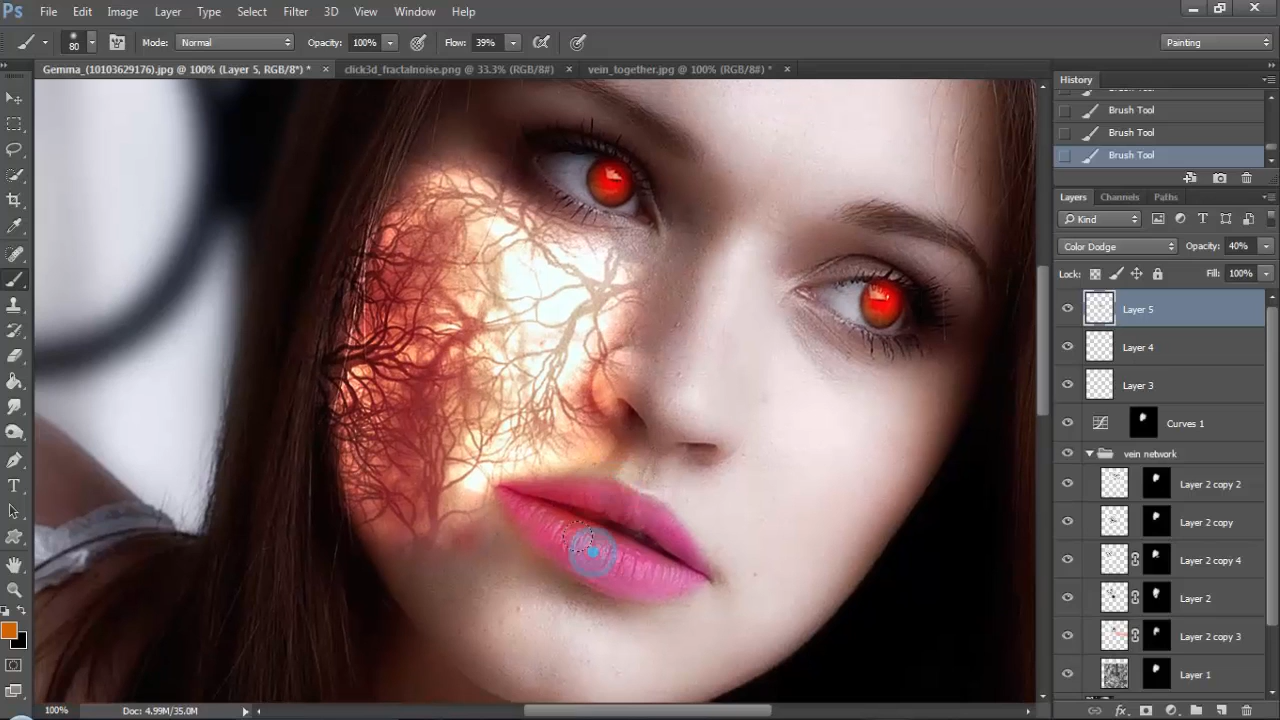 Ps File Edit Image Layer Type Select Filter 3D View Window Help
80 Mode: Normal Opacity: 100% Flow: 39% Painting
Gemma_(10103629176).jpg @ 100% (Layer 5, RGB/8*) * × click3d_fractalnoise.png @ 33.3% (RGB/8#) × vein_together.jpg @ 100% (RGB/8#) * ×
History
Brush Tool
Brush Tool
Brush Tool
Layers Channels Paths
Kind
Color Dodge Opacity: 40%
Lock: Fill: 100%
Layer 5
Layer 4
Layer 3
Curves 1
vein network
Layer 2 copy 2
Layer 2 copy
Layer 2 copy 4
Layer 2
Layer 2 copy 3
Layer 1
100% Doc: 4.99M/35.0M